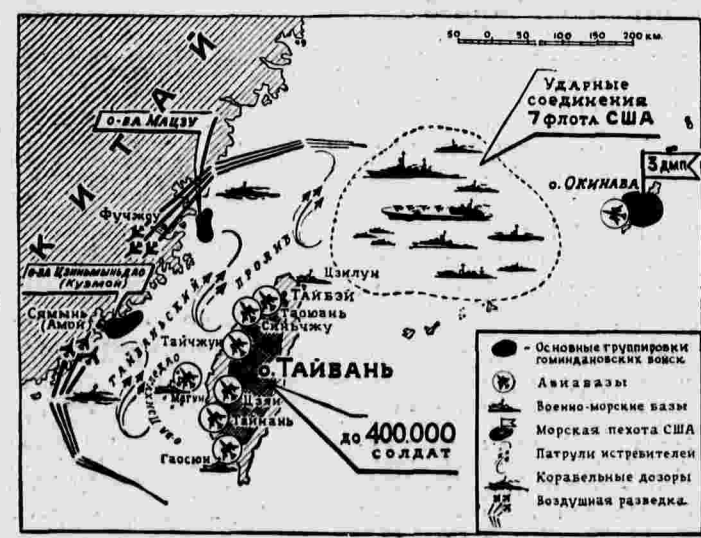 КИТАЙ
50 0 50 100 150 200 км.
Ударные
соединения
7 флота США
о-ва Мацзу
3 ДМП
о. Окинава
Фучжоу
о-ва Цзиньмыньдао
(Куэмой)
Сямынь
(Амой)
Тайваньский пролив
Цзилун
Тайбэй
Таоюань
Синьчжу
Тайчжун
о. Тайвань
Магун
Цзяи
Тайнань
Гаосюн
до 400.000
солдат
- Основные группировки
гоминдановских войск
Авиабазы
Военно-морские базы
Морская пехота США
Патрули истребителей
Корабельные дозоры
Воздушная разведка